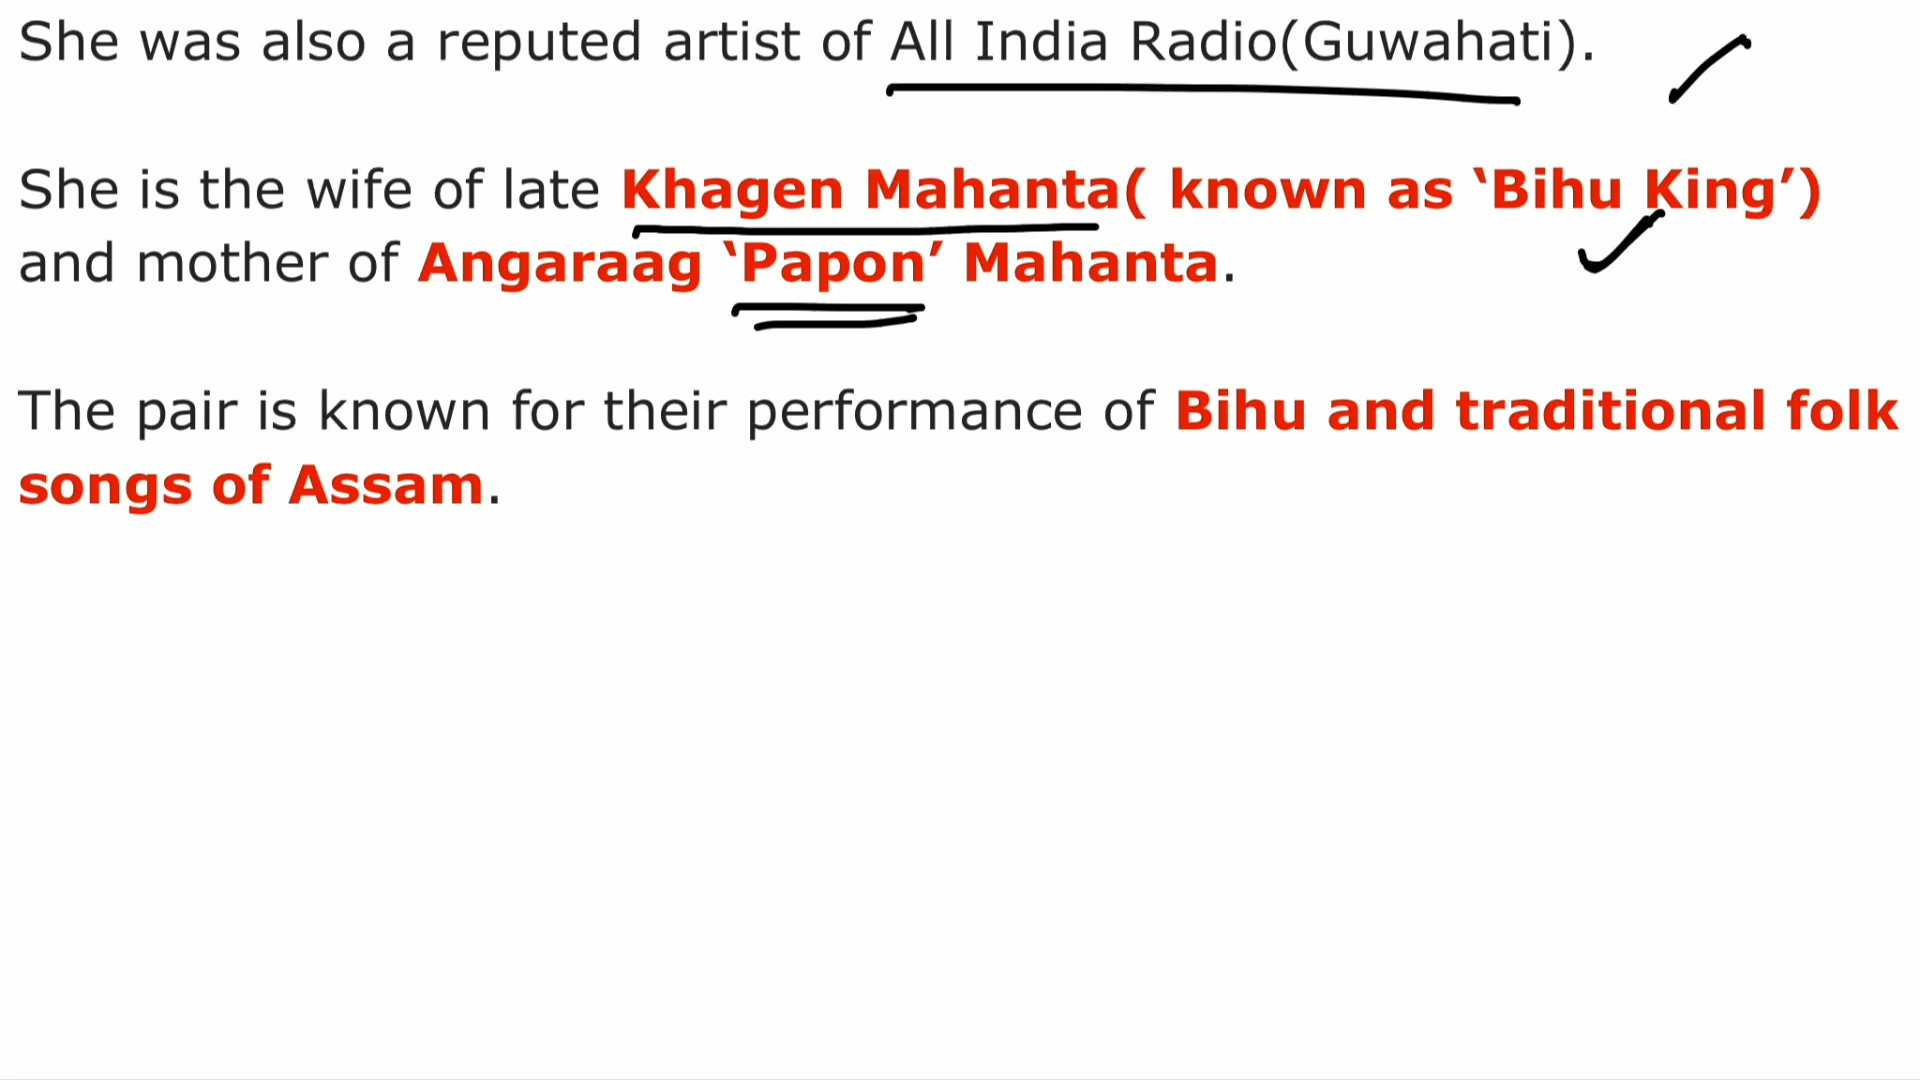 She was also a reputed artist of All India Radio(Guwahati).
She is the wife of late Khagen Mahanta( known as ‘Bihu King’)
and mother of Angaraag ‘Papon’ Mahanta.
The pair is known for their performance of Bihu and traditional folk
songs of Assam.